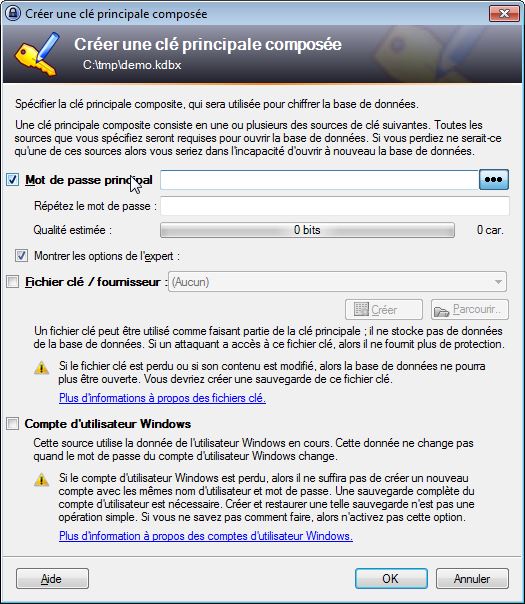 Créer une clé principale composée
Créer une clé principale composée
C:\tmp\demo.kdbx
Spécifier la clé principale composite, qui sera utilisée pour chiffrer la base de données.
Une clé principale composite consiste en une ou plusieurs des sources de clé suivantes. Toutes les
sources que vous spécifiez seront requises pour ouvrir la base de données. Si vous perdiez ne serait-ce
qu'une de ces sources alors vous seriez dans l'incapacité d'ouvrir à nouveau la base de données.
Mot de passe principal
Répétez le mot de passe :
Qualité estimée : 0 bits 0 car.
Montrer les options de l'expert :
Fichier clé / fournisseur : (Aucun)
Créer Parcourir..
Un fichier clé peut être utilisé comme faisant partie de la clé principale ; il ne stocke pas de données
de la base de données. Si un attaquant a accès à ce fichier clé, alors il ne fournit plus de protection.
Si le fichier clé est perdu ou si son contenu est modifié, alors la base de données ne pourra
plus être ouverte. Vous devriez créer une sauvegarde de ce fichier clé.
Plus d'informations à propos des fichiers clé.
Compte d'utilisateur Windows
Cette source utilise la donnée de l'utilisateur Windows en cours. Cette donnée ne change pas
quand le mot de passe du compte d'utilisateur Windows change.
Si le compte d'utilisateur Windows est perdu, alors il ne suffira pas de créer un nouveau
compte avec les mêmes nom d'utilisateur et mot de passe. Une sauvegarde complète du
compte d'utilisateur est nécessaire. Créer et restaurer une telle sauvegarde n'est pas une
opération simple. Si vous ne savez pas comment faire, alors n'activez pas cette option.
Plus d'information à propos des comptes d'utilisateur Windows.
Aide OK Annuler